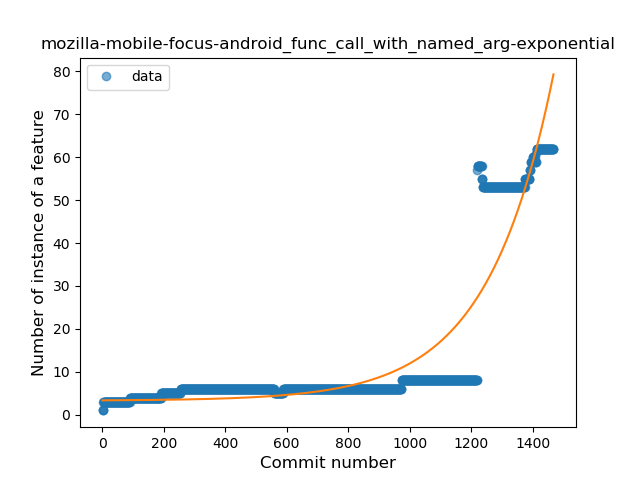 mozilla-mobile-focus-android_func_call_with_named_arg-exponential
data
Number of instance of a feature
80
70
60
50
40
30
20
10
0
0 200 400 600 800 1000 1200 1400
Commit number